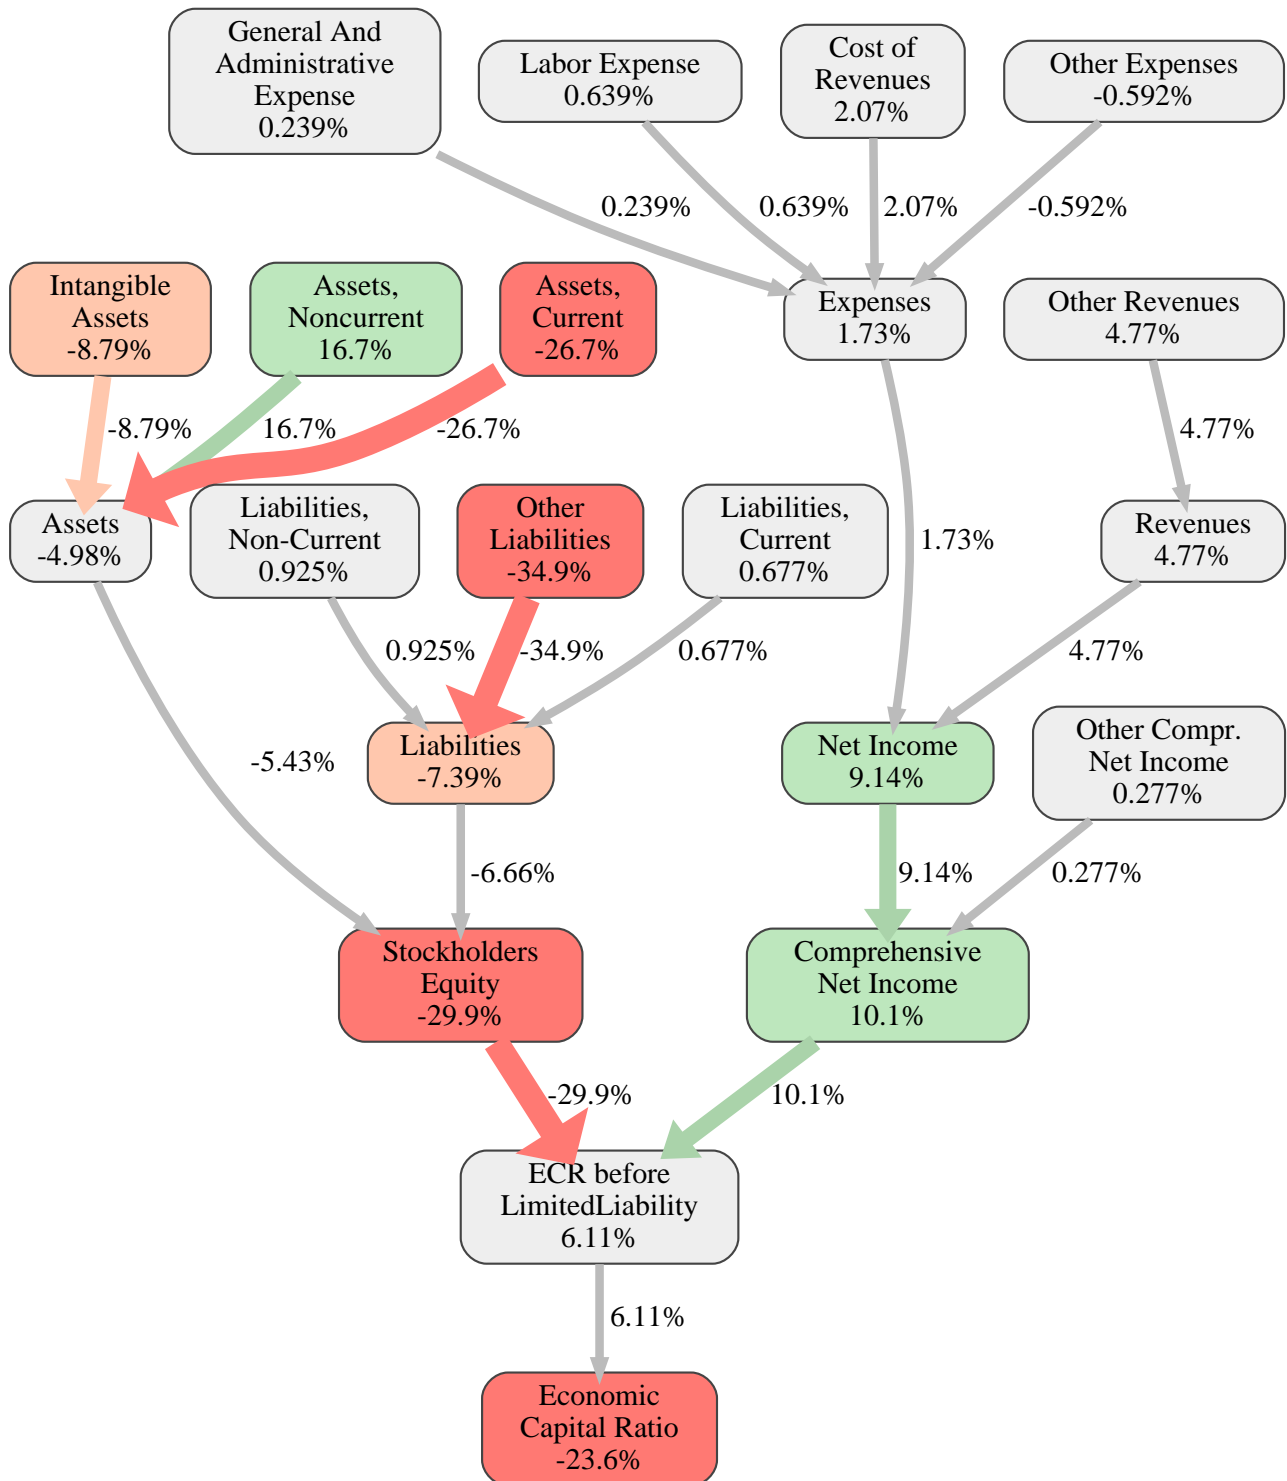 General And
Administrative
Expense
0.239%
Labor Expense
0.639%
Cost of
Revenues
2.07%
Other Expenses
-0.592%
0.239%
0.639%
2.07%
-0.592%
Intangible
Assets
-8.79%
Assets,
Noncurrent
16.7%
Assets,
Current
-26.7%
Expenses
1.73%
Other Revenues
4.77%
-8.79%
16.7%
-26.7%
4.77%
Assets
-4.98%
Liabilities,
Non-Current
0.925%
Other
Liabilities
-34.9%
Liabilities,
Current
0.677%
1.73%
Revenues
4.77%
0.925%
-34.9%
0.677%
4.77%
-5.43%
Liabilities
-7.39%
Net Income
9.14%
Other Compr.
Net Income
0.277%
-6.66%
9.14%
0.277%
Stockholders
Equity
-29.9%
Comprehensive
Net Income
10.1%
-29.9%
10.1%
ECR before
LimitedLiability
6.11%
6.11%
Economic
Capital Ratio
-23.6%